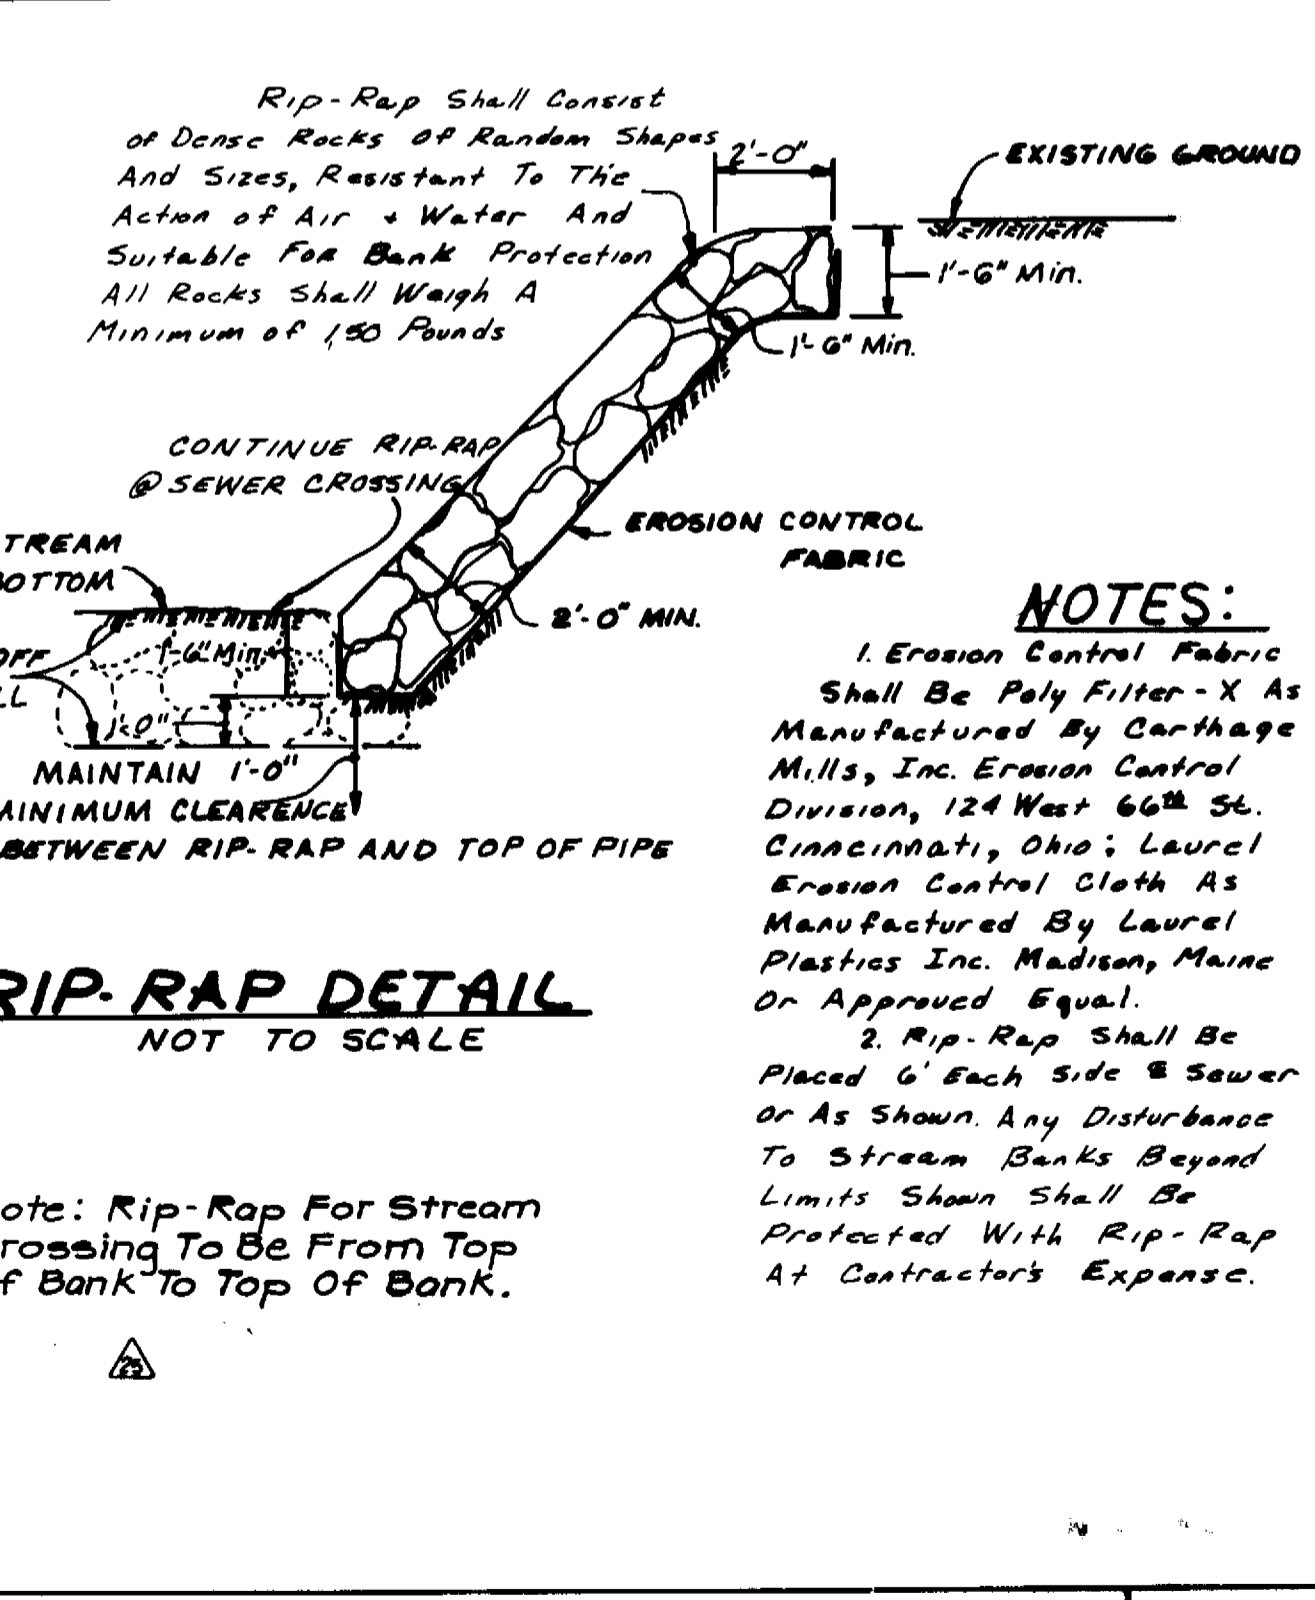 Rip-Rap Shall Consist
of Dense Rocks Of Random Shapes
And Sizes, Resistant To The
Action of Air + Water And
Suitable For Bank Protection
All Rocks Shall Weigh A
Minimum of 150 Pounds
2'-0"
EXISTING GROUND
1'-6" Min.
1'-6" Min.
CONTINUE RIP-RAP
@ SEWER CROSSING
EROSION CONTROL
FABRIC
TREAM
BOTTOM
2'-0" MIN.
OFF
LL
1'-6" Min.
1'-0"
MAINTAIN 1'-0"
MINIMUM CLEARENCE
BETWEEN RIP-RAP AND TOP OF PIPE
RIP-RAP DETAIL
NOT TO SCALE
ote: Rip-Rap For Stream
rossing To Be From Top
f Bank To Top Of Bank.
25
NOTES:
1. Erosion Control Fabric
Shall Be Poly Filter-X As
Manufactured By Carthage
Mills, Inc. Erosion Control
Division, 124 West 66th St.
Cinncinnati, Ohio; Laurel
Erosion Control Cloth As
Manufactured By Laurel
Plastics Inc. Madison, Maine
Or Approved Equal.
2. Rip-Rap Shall Be
Placed 6' Each Side Sewer
Or As Shown. Any Disturbance
To Stream Banks Beyond
Limits Shown Shall Be
Protected With Rip-Rap
At Contractor's Expense.